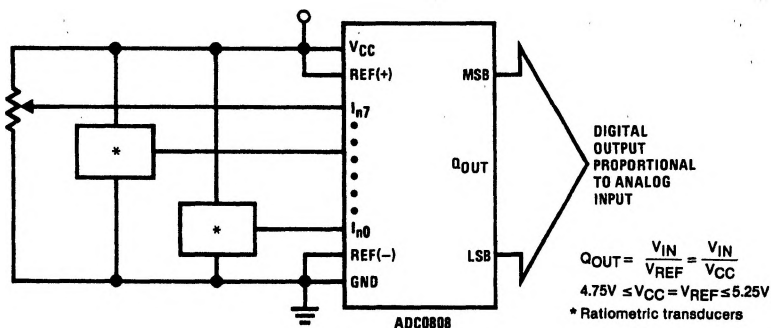 VCC
REF(+)
MSB
In7
*
QOUT
DIGITAL
OUTPUT
PROPORTIONAL
TO ANALOG
INPUT
*
In0
REF(−)
LSB
GND
QOUT = VIN/VREF = VIN/VCC
4.75V ≤ VCC = VREF ≤ 5.25V
* Ratiometric transducers
ADC0808